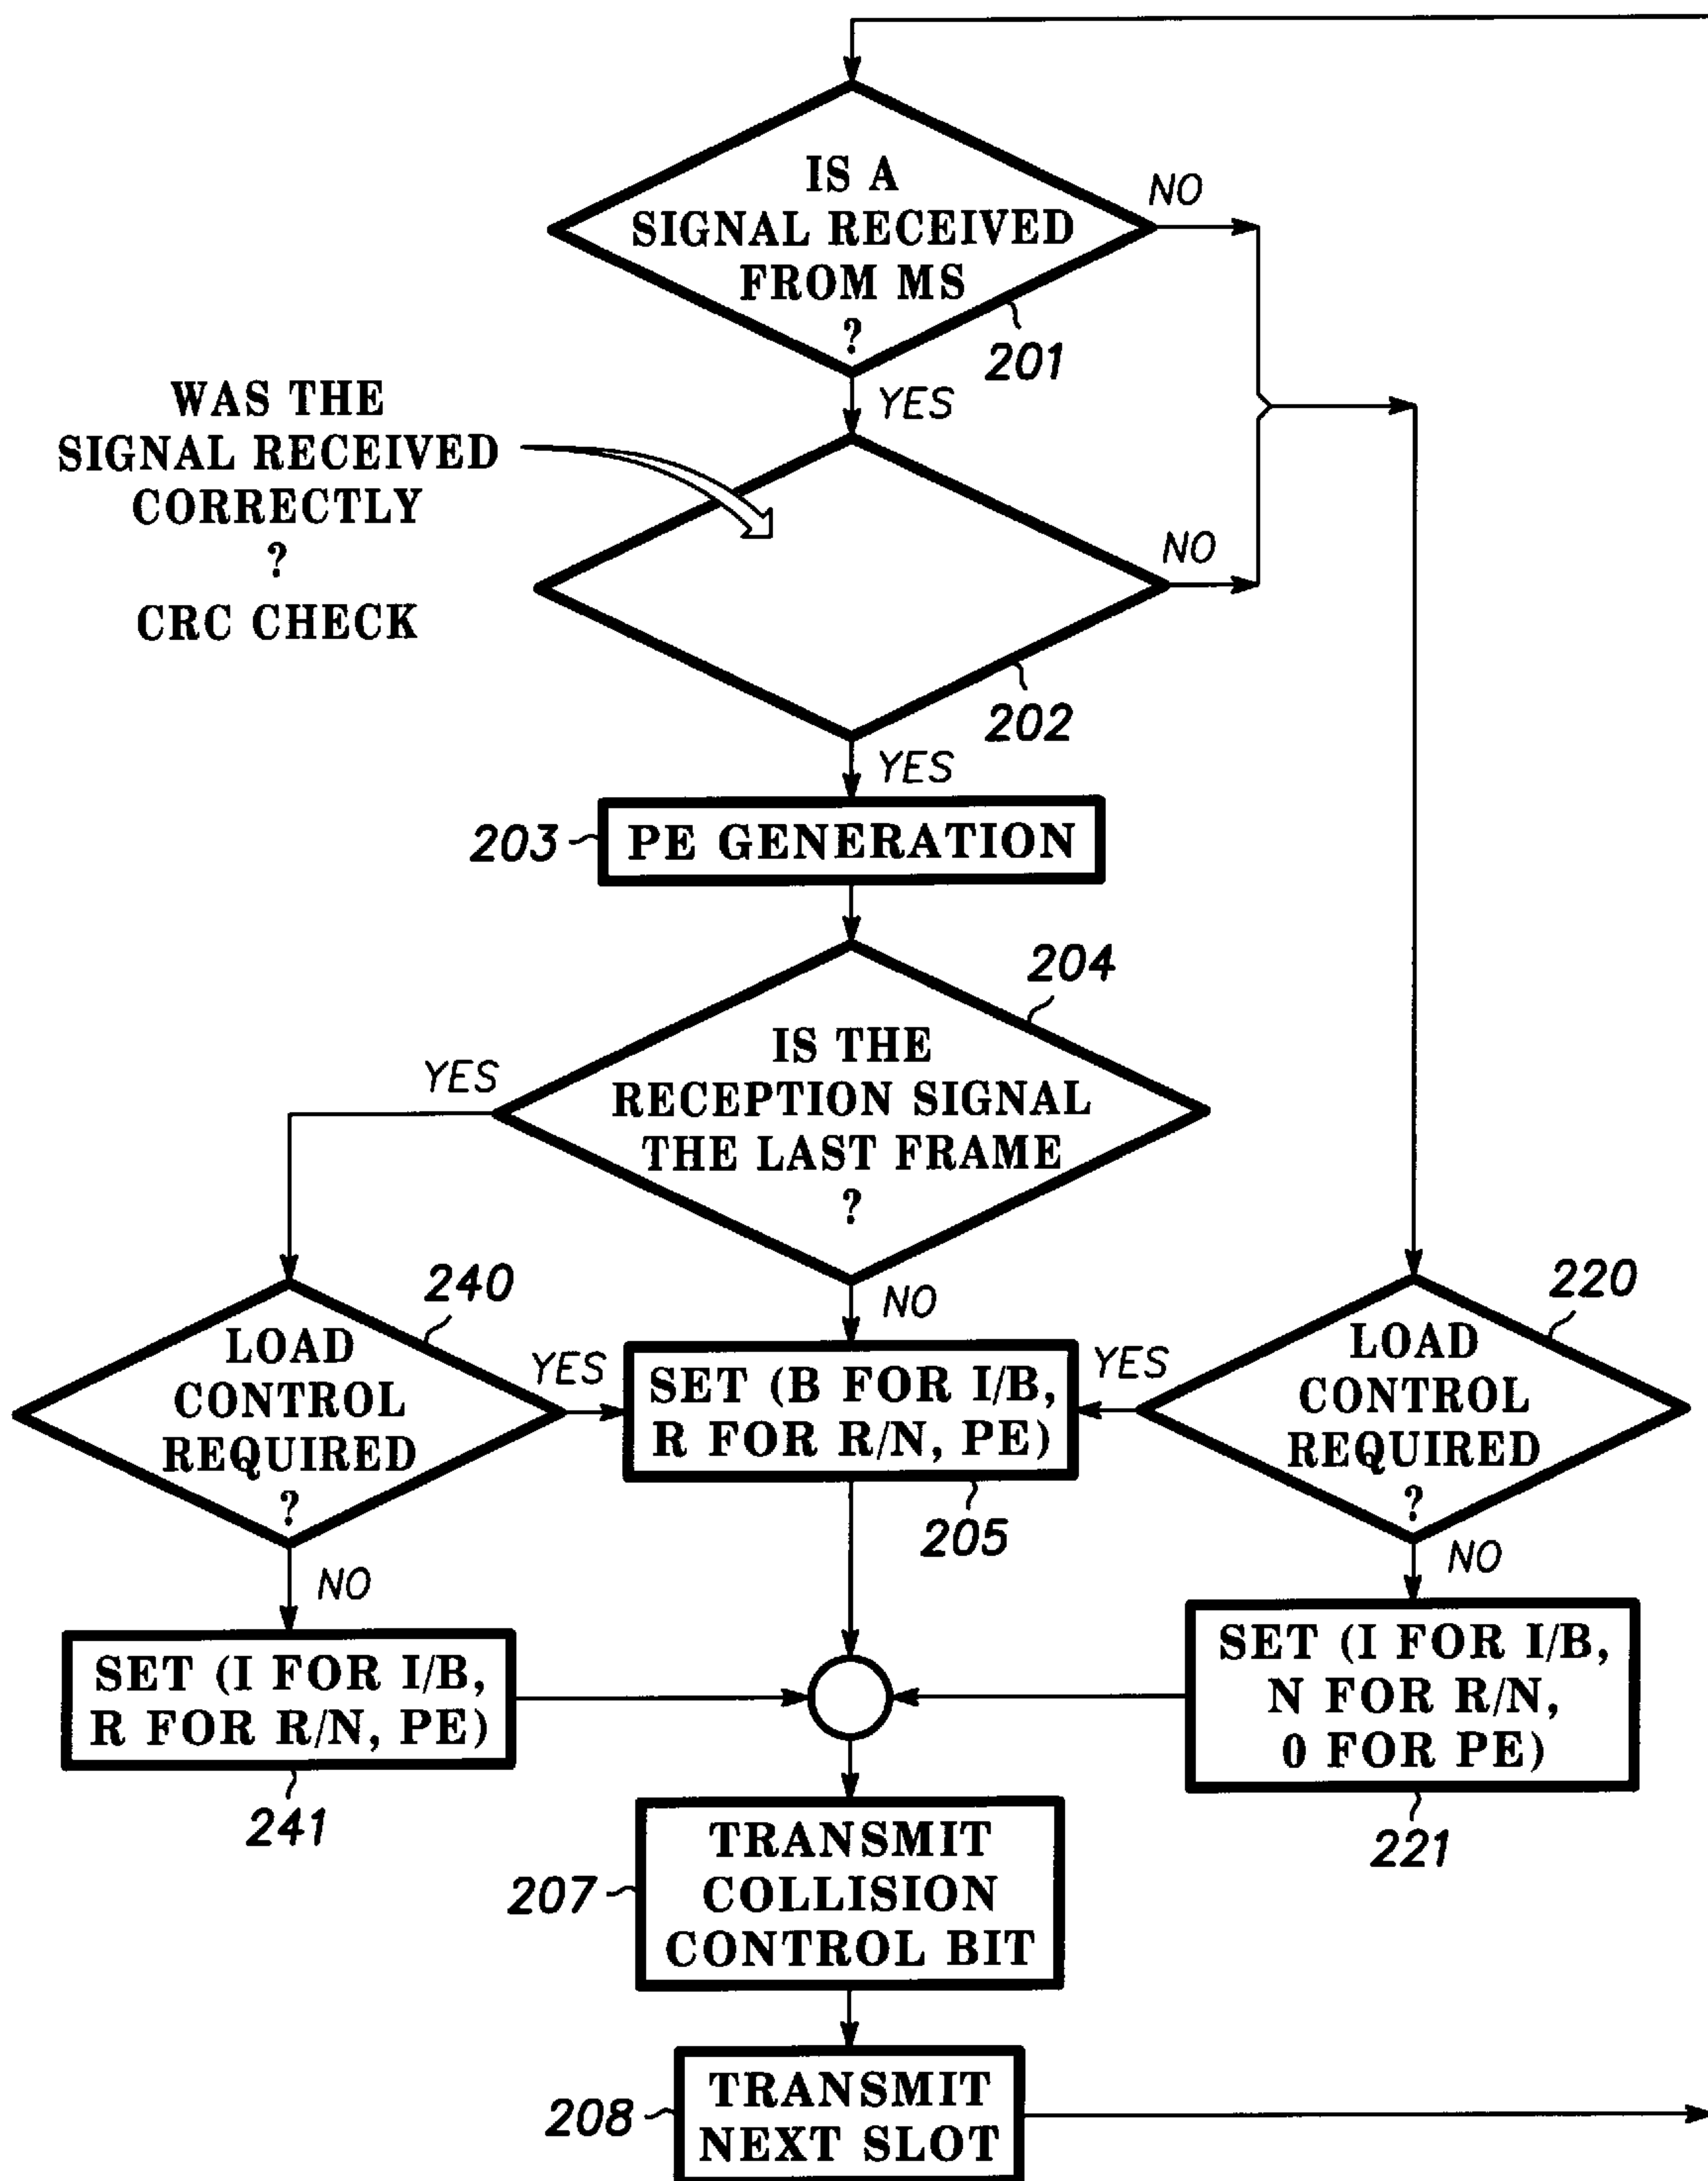 IS A
SIGNAL RECEIVED
FROM MS
?
NO
201
YES
WAS THE
SIGNAL RECEIVED
CORRECTLY
?
CRC CHECK
NO
202
YES
203
PE GENERATION
204
IS THE
RECEPTION SIGNAL
THE LAST FRAME
?
YES
NO
240
LOAD
CONTROL
REQUIRED
?
YES
NO
SET (B FOR I/B,
R FOR R/N, PE)
205
220
LOAD
CONTROL
REQUIRED
?
YES
NO
SET (I FOR I/B,
R FOR R/N, PE)
241
SET (I FOR I/B,
N FOR R/N,
0 FOR PE)
221
207
TRANSMIT
COLLISION
CONTROL BIT
208
TRANSMIT
NEXT SLOT